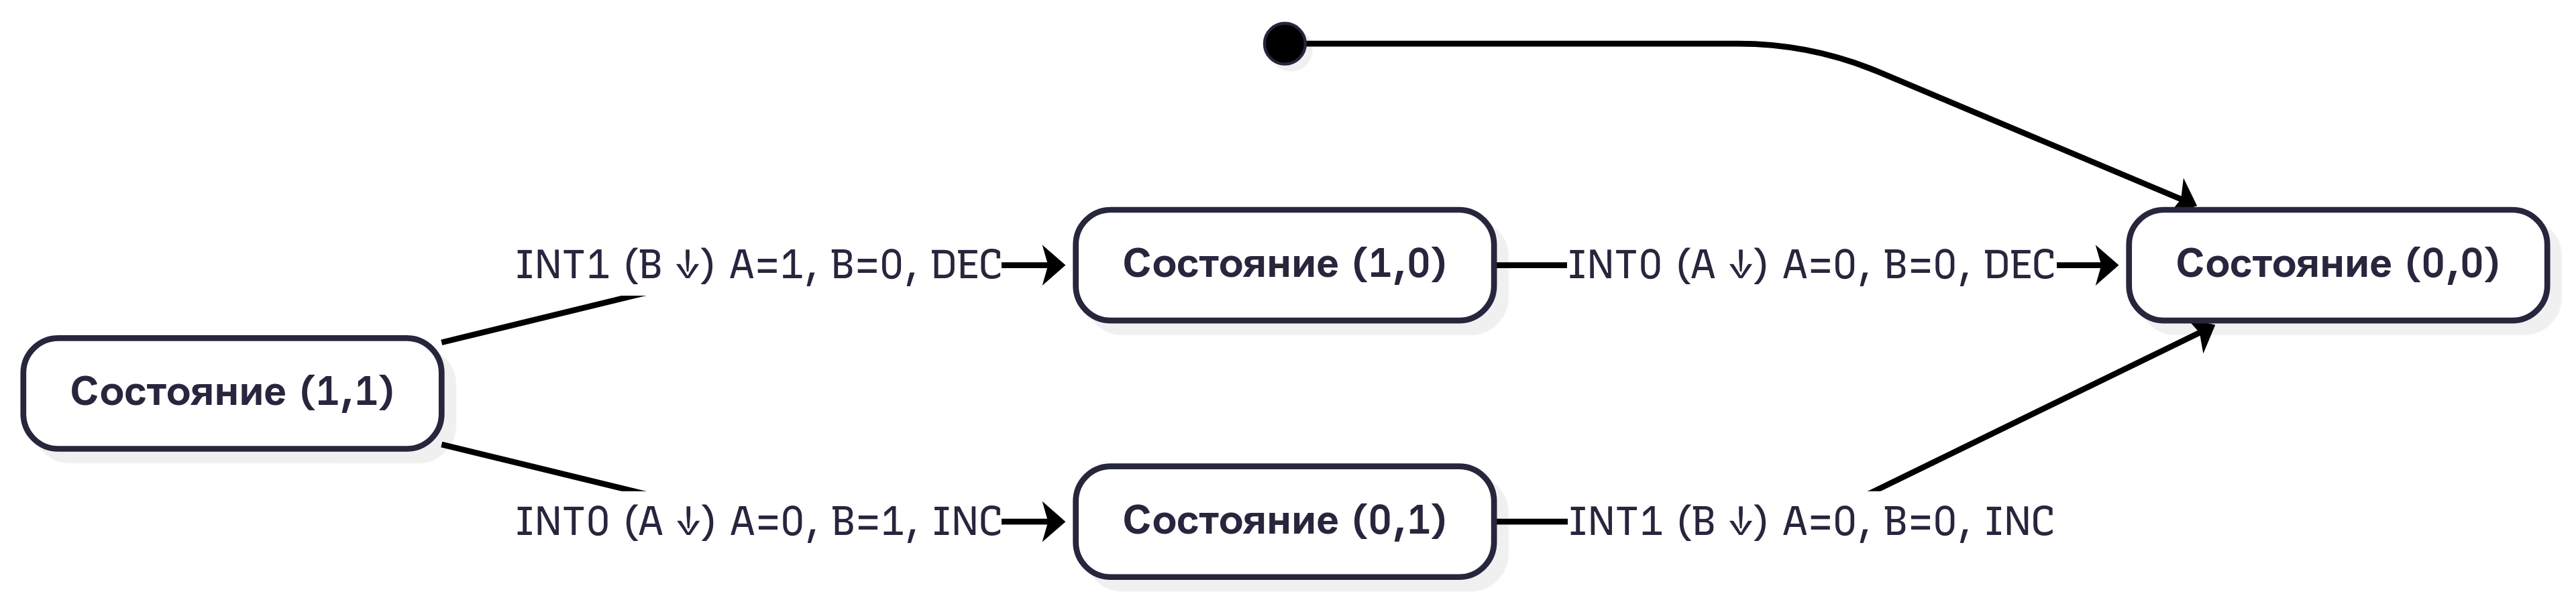 INT1 (B ↓) A=1, B=0, DEC
Состояние (1,0)
INT0 (A ↓) A=0, B=0, DEC
Состояние (0,0)
Состояние (1,1)
INT0 (A ↓) A=0, B=1, INC
Состояние (0,1)
INT1 (B ↓) A=0, B=0, INC